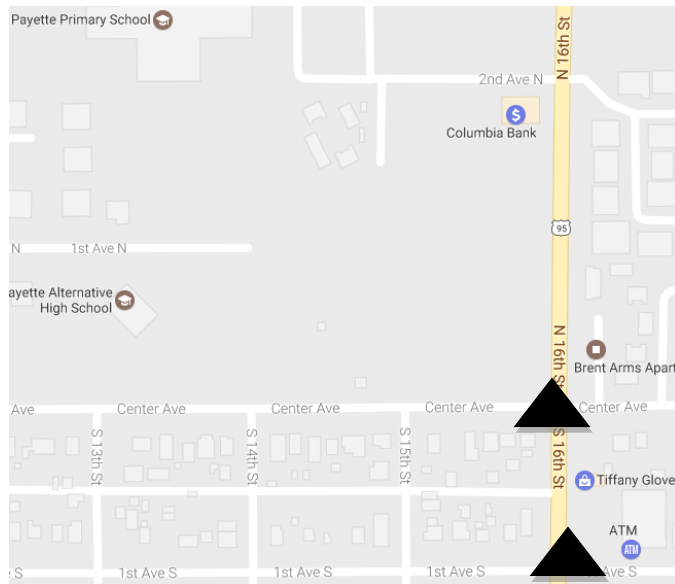 Payette Primary School
N 16th St
2nd Ave N
$
Columbia Bank
95
N
1st Ave N
ayette Alternative
High School
N 16th St
Brent Arms Apart
Ave
Center Ave
Center Ave
Center Ave
Center Ave
S 13th St
S 14th St
S 15th St
S 16th St
Tiffany Glove
ATM
ATM
e S
1st Ave S
1st Ave S
1st Ave S
Ave S